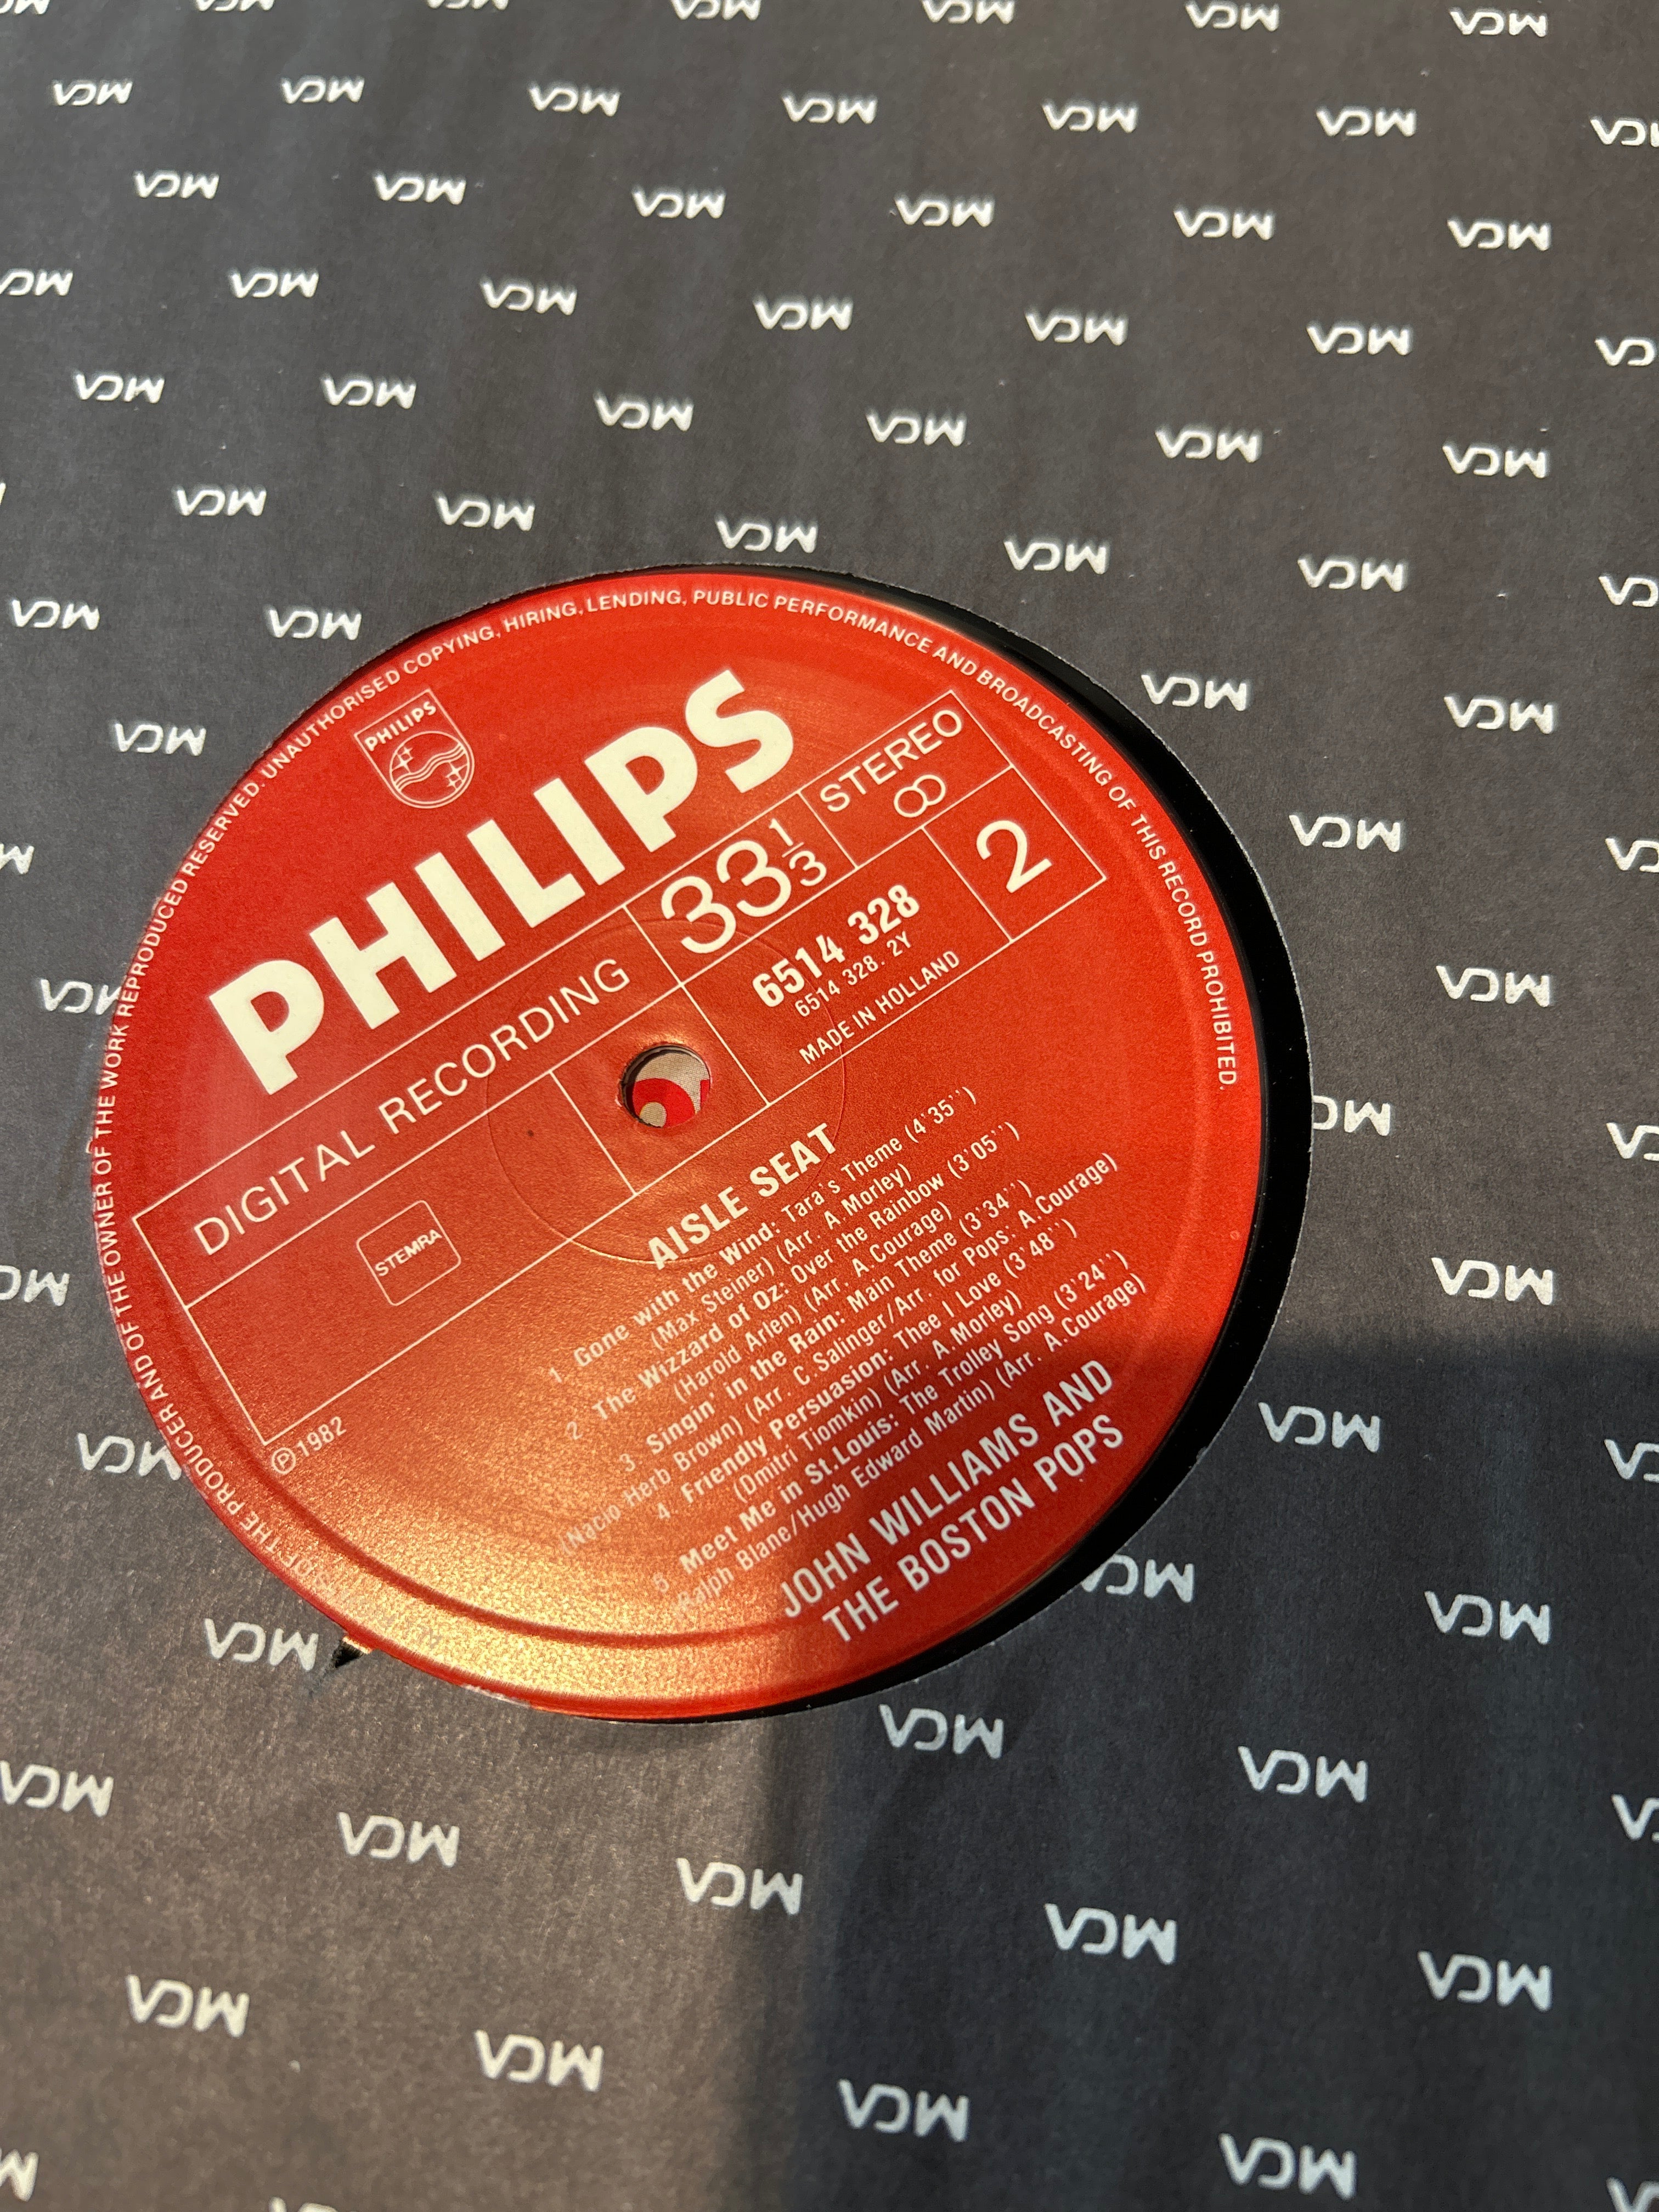 UNAUTHORISED COPYING, HIRING, LENDING, PUBLIC PERFORMANCE AND BROADCASTING OF THIS RECORD PROHIBITED.
OF THE PRODUCER AND OF THE OWNER OF THE WORK REPRODUCED RESERVED.
PHILIPS
PHILIPS
STEREO
DIGITAL RECORDING
33 1/3
2
6514 328
6514 328. 2Y
MADE IN HOLLAND
STEMRA
℗ 1982
AISLE SEAT
1 Gone with the Wind: Tara's Theme (4'35'')
(Max Steiner) (Arr. A.Morley)
2 The Wizzard of Oz: Over the Rainbow (3'05'')
(Harold Arlen) (Arr. A.Courage)
3 Singin' in the Rain: Main Theme (3'34'')
(Nacio Herb Brown) (Arr. C.Salinger/Arr. for Pops: A.Courage)
4. Friendly Persuasion: Thee I Love (3'48'')
(Dmitri Tiomkin) (Arr. A.Morley)
5 Meet Me in St.Louis: The Trolley Song (3'24'')
(Ralph Blane/Hugh Edward Martin) (Arr. A.Courage)
JOHN WILLIAMS AND
THE BOSTON POPS
MCA